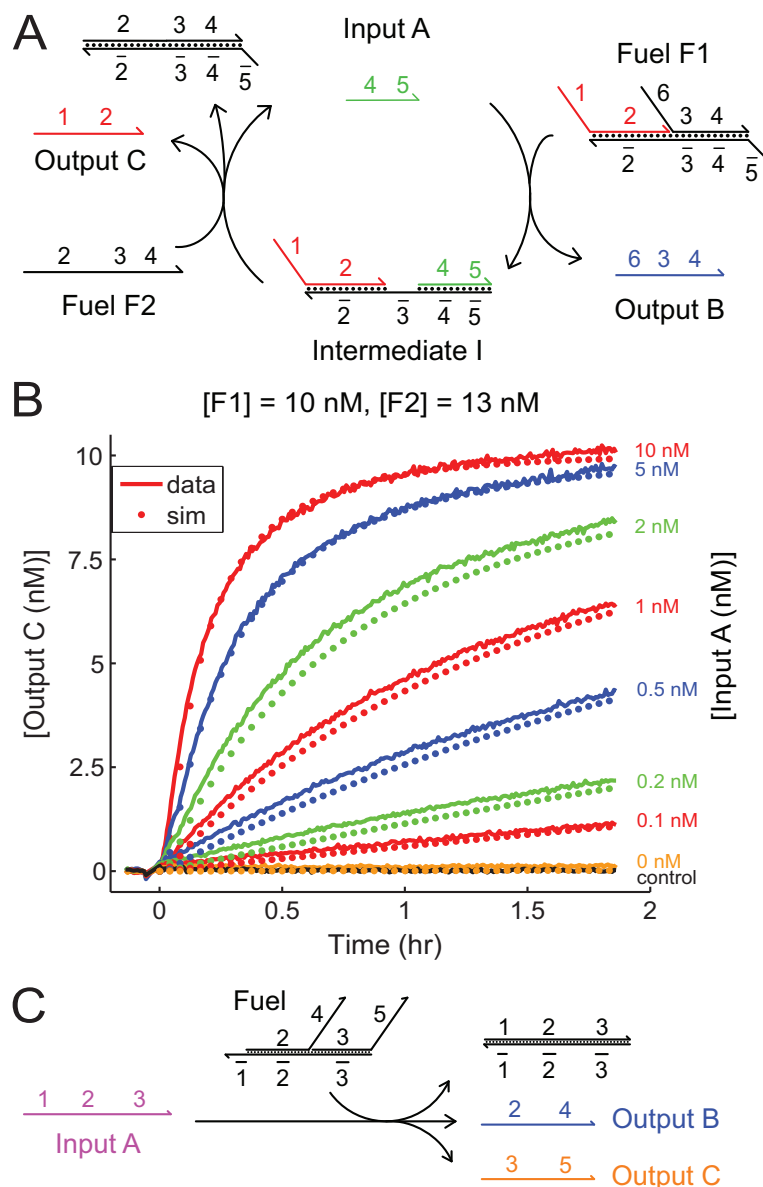 A
2 3 4
2̅ 3̅ 4̅ 5̅
1 2
Output C
2 3 4
Fuel F2
Input A
4 5
1 2 4 5
2̅ 3̅ 4̅ 5̅
Intermediate I
Fuel F1
1 2 6 3 4
2̅ 3̅ 4̅ 5̅
6 3 4
Output B
B
[F1] = 10 nM, [F2] = 13 nM
data
sim
[Output C (nM)]
10
7.5
5
2.5
0
0 0.5 1 1.5 2
Time (hr)
10 nM
5 nM
2 nM
1 nM
0.5 nM
0.2 nM
0.1 nM
0 nM
control
[Input A (nM)]
C
Fuel
2 4 3 5
1̅ 2̅ 3̅
1 2 3
Input A
1 2 3
1̅ 2̅ 3̅
2 4 Output B
3 5 Output C